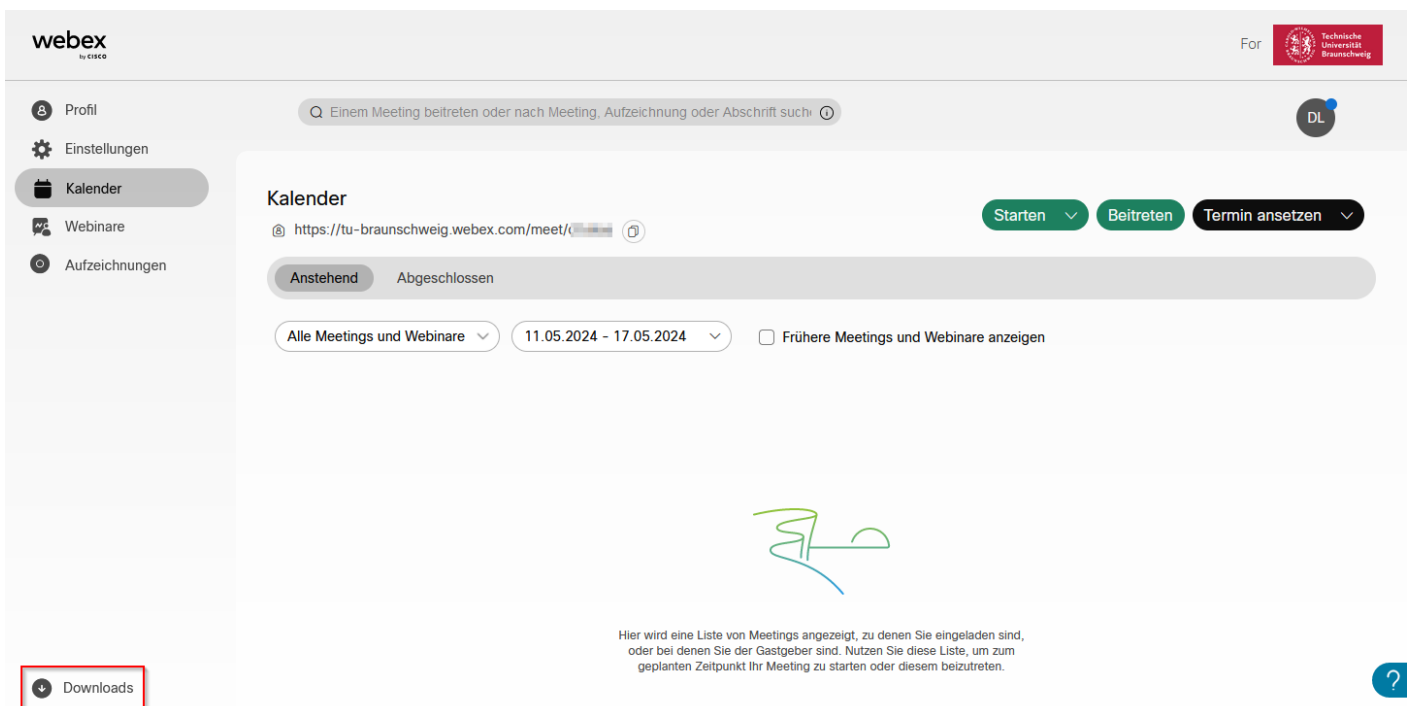 webex
by CISCO
For
Technische
Universität
Braunschweig
Profil
Einstellungen
Kalender
Webinare
Aufzeichnungen
Downloads
Einem Meeting beitreten oder nach Meeting, Aufzeichnung oder Abschrift such
DL
Kalender
https://tu-braunschweig.webex.com/meet/
Starten
Beitreten
Termin ansetzen
Anstehend Abgeschlossen
Alle Meetings und Webinare
11.05.2024 - 17.05.2024
Frühere Meetings und Webinare anzeigen
Hier wird eine Liste von Meetings angezeigt, zu denen Sie eingeladen sind,
oder bei denen Sie der Gastgeber sind. Nutzen Sie diese Liste, um zum
geplanten Zeitpunkt Ihr Meeting zu starten oder diesem beizutreten.
?